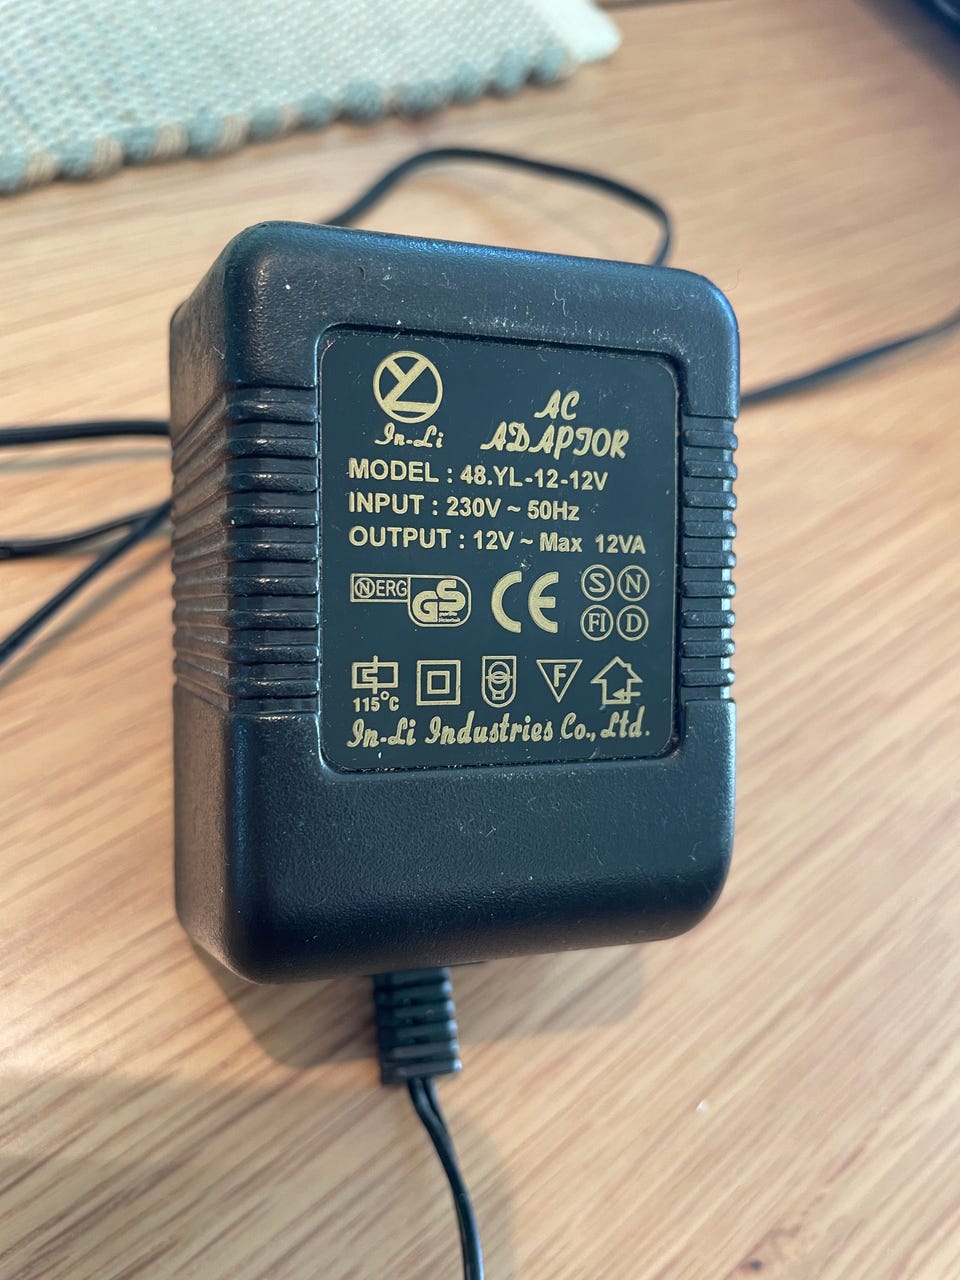 In-Li
AC
ADAPTOR
MODEL : 48.YL-12-12V
INPUT : 230V ~ 50Hz
OUTPUT : 12V ~ Max 12VA
NERG
GS
CE
S N
FI D
115°C
F
In-Li Industries Co., Ltd.